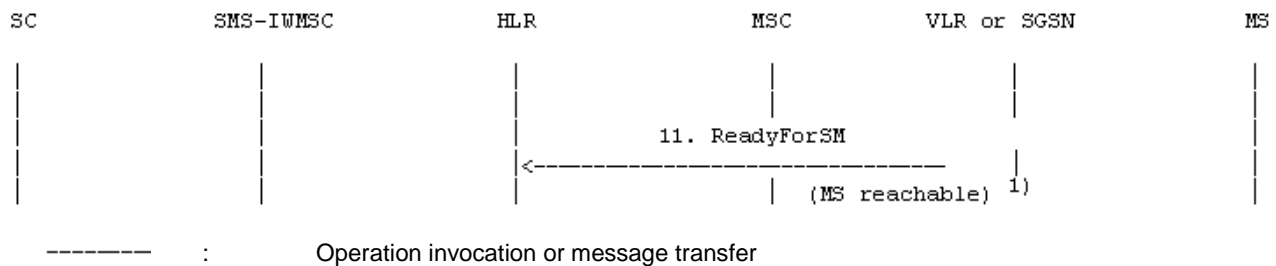 SC SMS-IWMSC HLR MSC VLR or SGSN MS
11. ReadyForSM
(MS reachable) 1)
: Operation invocation or message transfer